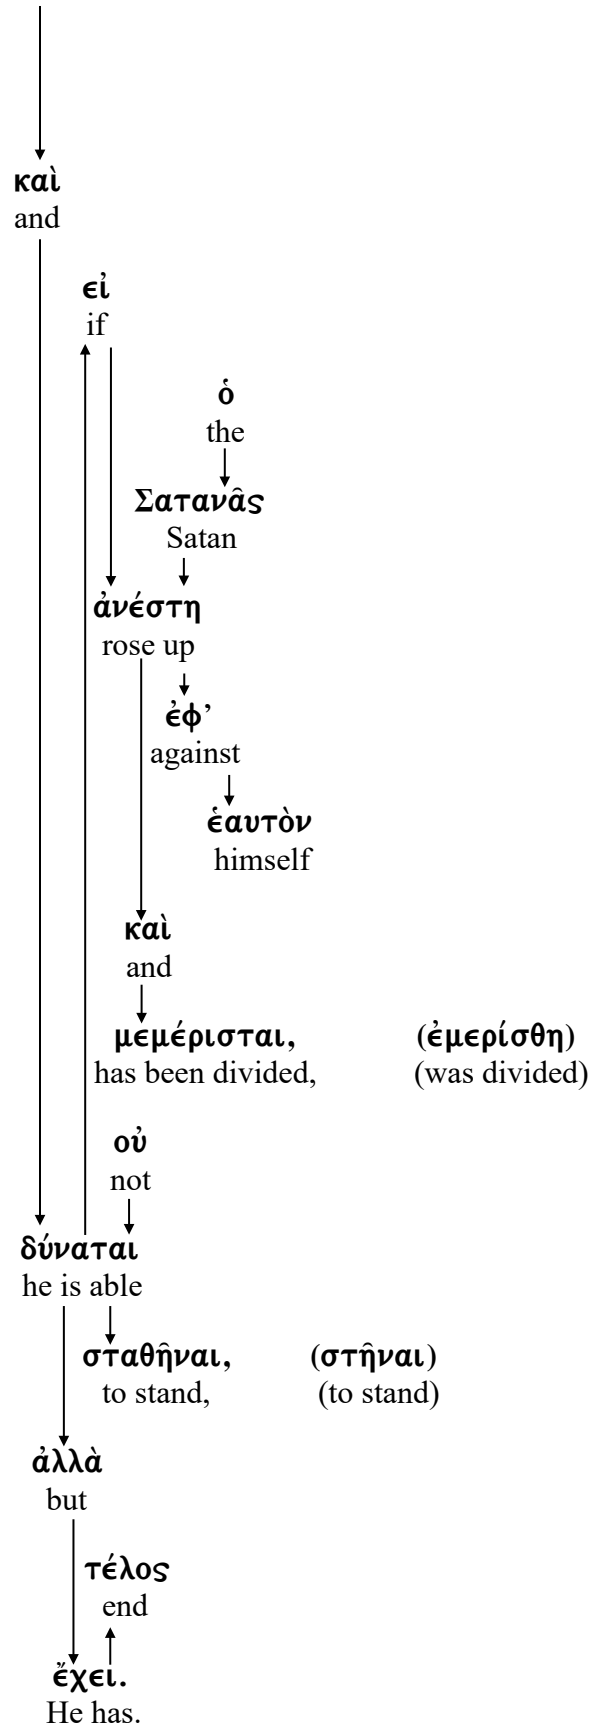 καὶ
and
εἰ
if
ὁ
the
Σατανᾶς
Satan
ἀνέστη
rose up
ἐφ’
against
ἑαυτὸν
himself
καὶ
and
μεμέρισται, (ἐμερίσθη)
has been divided, (was divided)
οὐ
not
δύναται
he is able
σταθῆναι, (στῆναι)
to stand, (to stand)
ἀλλὰ
but
τέλος
end
ἔχει.
He has.